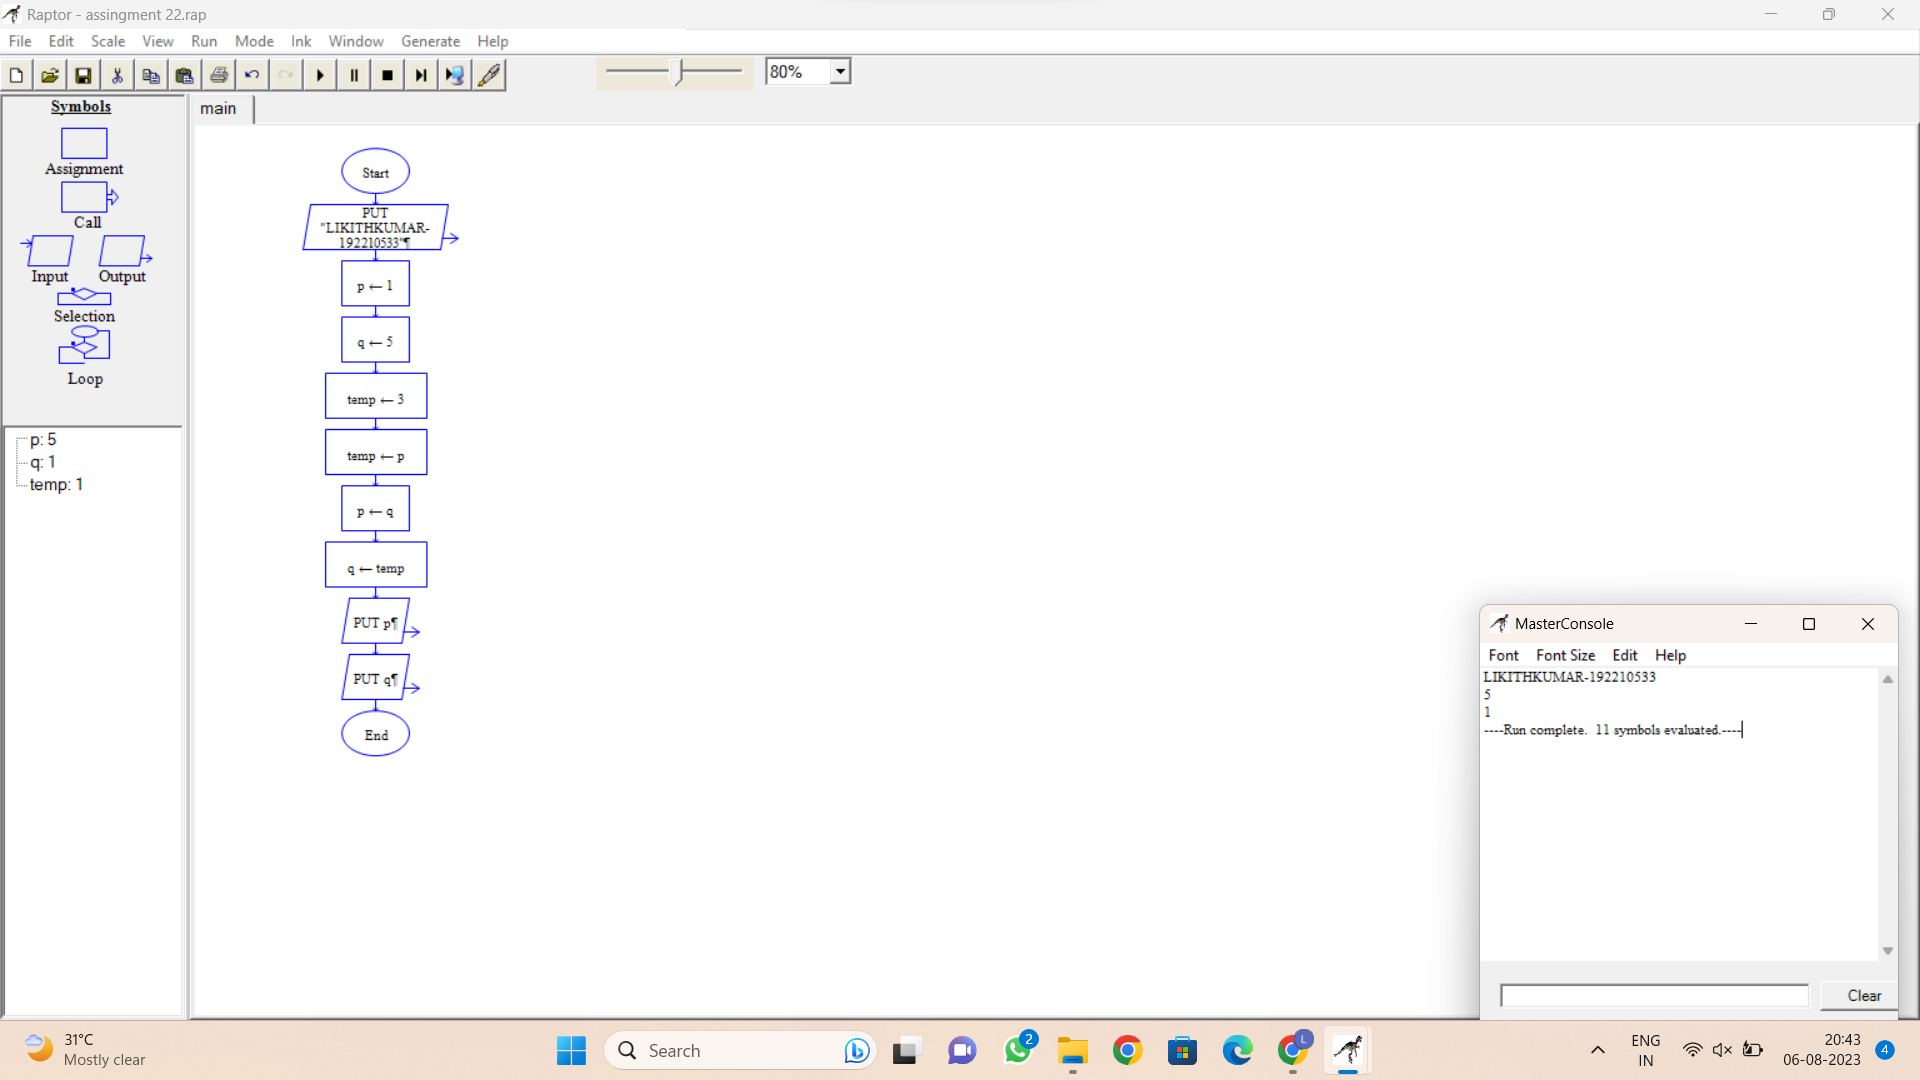 Raptor - assingment 22.rap
File Edit Scale View Run Mode Ink Window Generate Help
80%
Symbols
Assignment
Call
Input Output
Selection
Loop
p: 5
q: 1
temp: 1
main
Start
PUT
"LIKITHKUMAR-
192210533"¶
p ← 1
q ← 5
temp ← 3
temp ← p
p ← q
q ← temp
PUT p¶
PUT q¶
End
MasterConsole
Font Font Size Edit Help
LIKITHKUMAR-192210533
5
1
----Run complete.  11 symbols evaluated.----
Clear
31°C
Mostly clear
Search
2
L
ENG
IN
20:43
06-08-2023
4